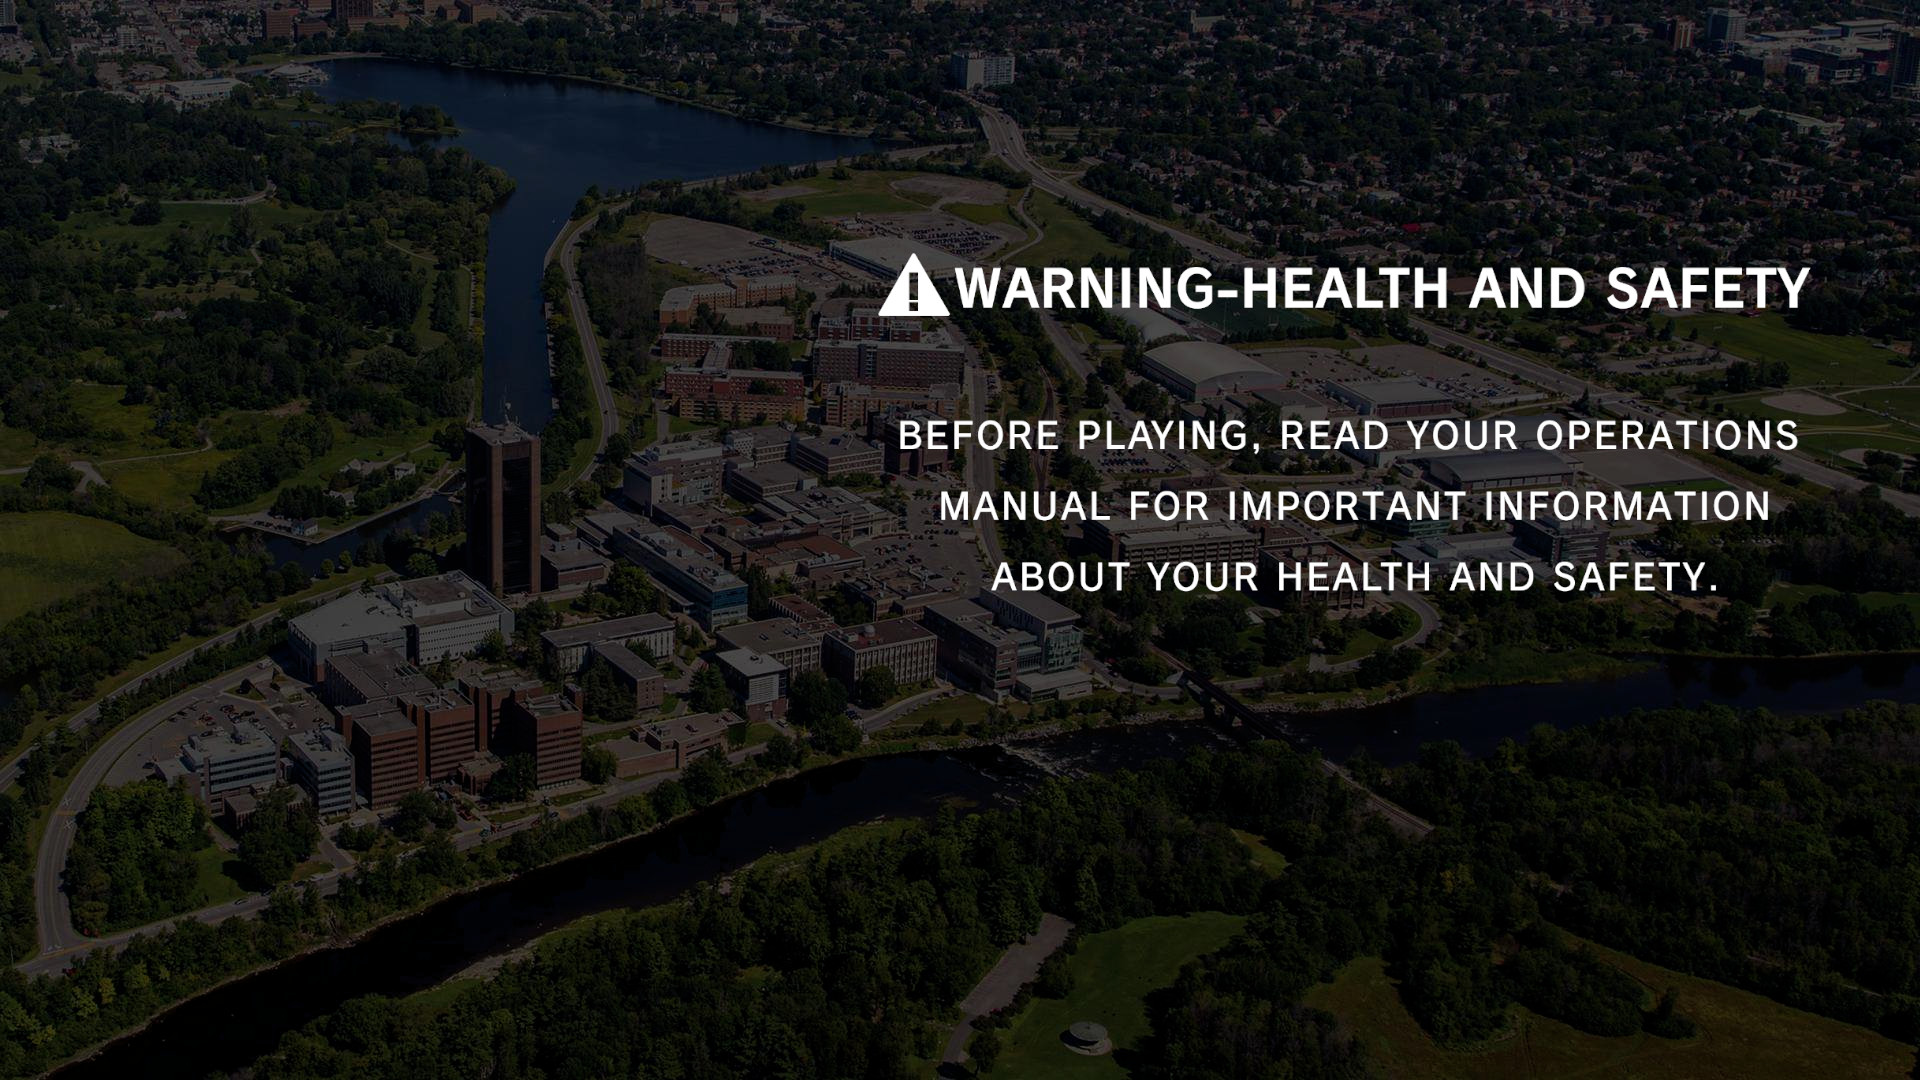 WARNING-HEALTH AND SAFETY
BEFORE PLAYING, READ YOUR OPERATIONS
MANUAL FOR IMPORTANT INFORMATION
ABOUT YOUR HEALTH AND SAFETY.